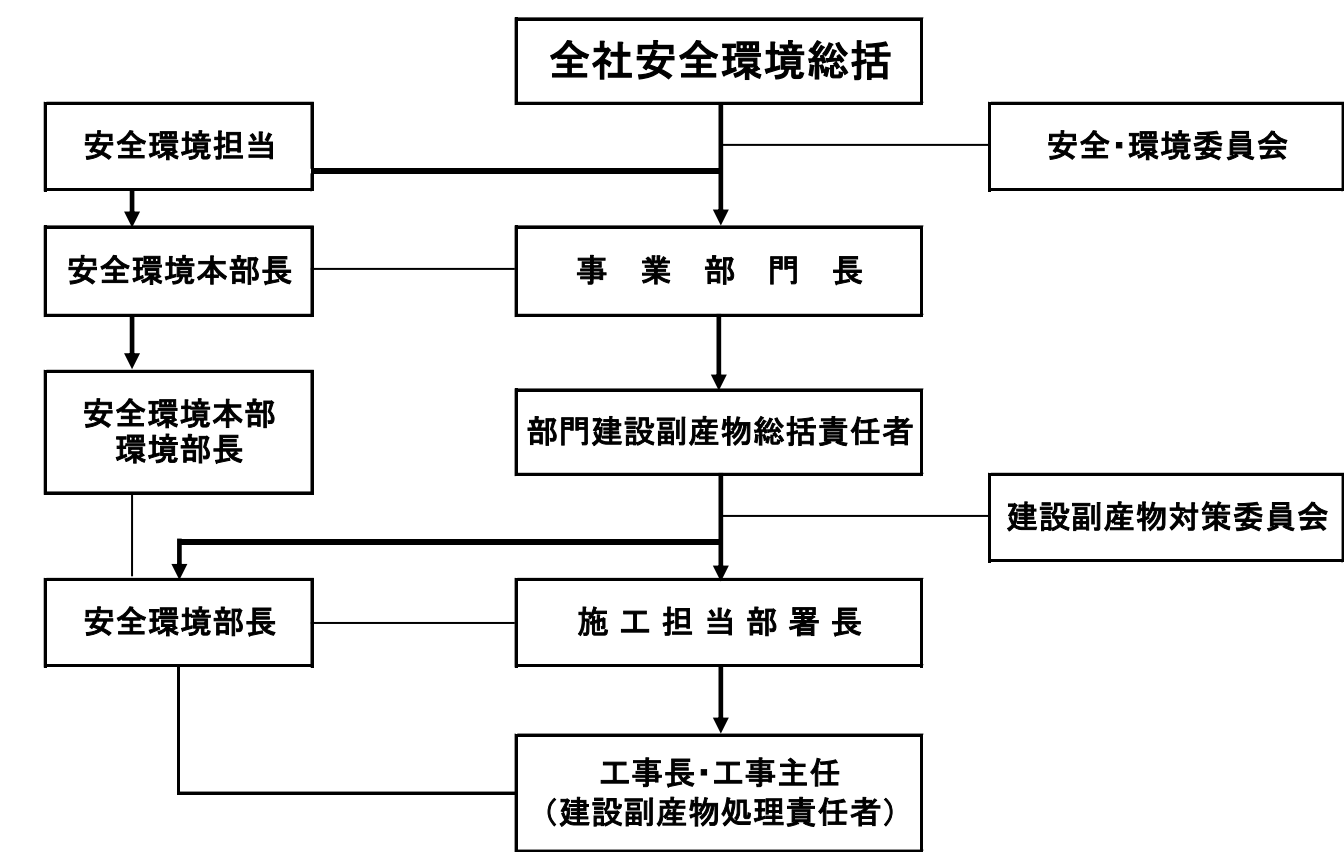 全社安全環境総括
安全環境担当
安全・環境委員会
安全環境本部長
事業部門長
安全環境本部
環境部長
部門建設副産物総括責任者
建設副産物対策委員会
安全環境部長
施工担当部署長
工事長・工事主任
（建設副産物処理責任者）